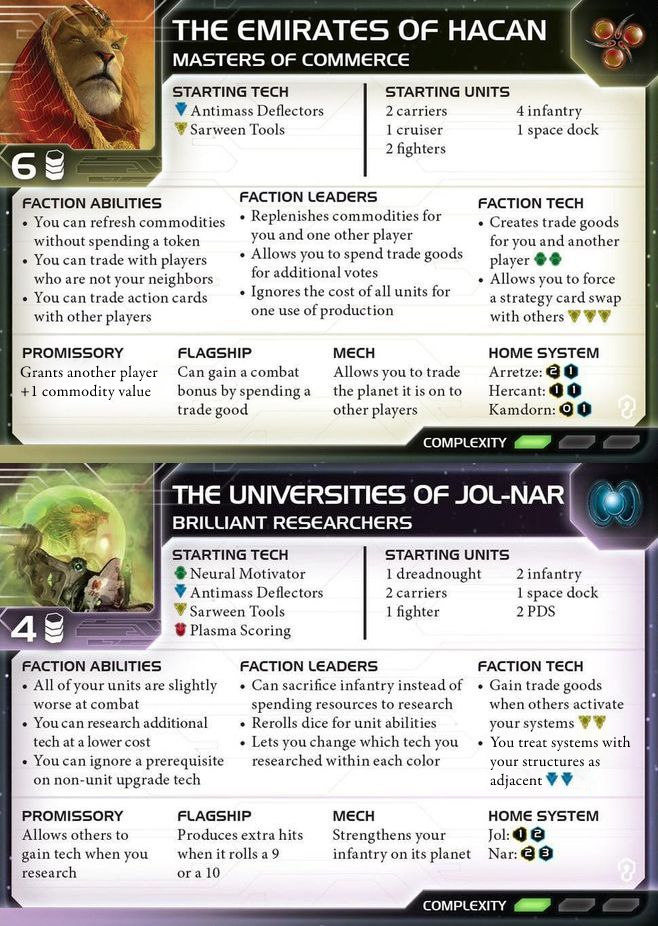 THE EMIRATES OF HACAN
MASTERS OF COMMERCE
6
STARTING TECH
Antimass Deflectors
Sarween Tools
STARTING UNITS
2 carriers
1 cruiser
2 fighters
4 infantry
1 space dock
FACTION ABILITIES
• You can refresh commodities
without spending a token
• You can trade with players
who are not your neighbors
• You can trade action cards
with other players
FACTION LEADERS
• Replenishes commodities for
you and one other player
• Allows you to spend trade goods
for additional votes
• Ignores the cost of all units for
one use of production
FACTION TECH
• Creates trade goods
for you and another
player
• Allows you to force
a strategy card swap
with others
PROMISSORY
Grants another player
+1 commodity value
FLAGSHIP
Can gain a combat
bonus by spending a
trade good
MECH
Allows you to trade
the planet it is on to
other players
HOME SYSTEM
Arretze: 2 1
Hercant: 1 1
Kamdorn: 0 1
COMPLEXITY
THE UNIVERSITIES OF JOL-NAR
BRILLIANT RESEARCHERS
4
STARTING TECH
Neural Motivator
Antimass Deflectors
Sarween Tools
Plasma Scoring
STARTING UNITS
1 dreadnought
2 carriers
1 fighter
2 infantry
1 space dock
2 PDS
FACTION ABILITIES
• All of your units are slightly
worse at combat
• You can research additional
tech at a lower cost
• You can ignore a prerequisite
on non-unit upgrade tech
FACTION LEADERS
• Can sacrifice infantry instead of
spending resources to research
• Rerolls dice for unit abilities
• Lets you change which tech you
researched within each color
FACTION TECH
• Gain trade goods
when others activate
your systems
• You treat systems with
your structures as
adjacent
PROMISSORY
Allows others to
gain tech when you
research
FLAGSHIP
Produces extra hits
when it rolls a 9
or a 10
MECH
Strengthens your
infantry on its planet
HOME SYSTEM
Jol: 1 2
Nar: 2 3
COMPLEXITY